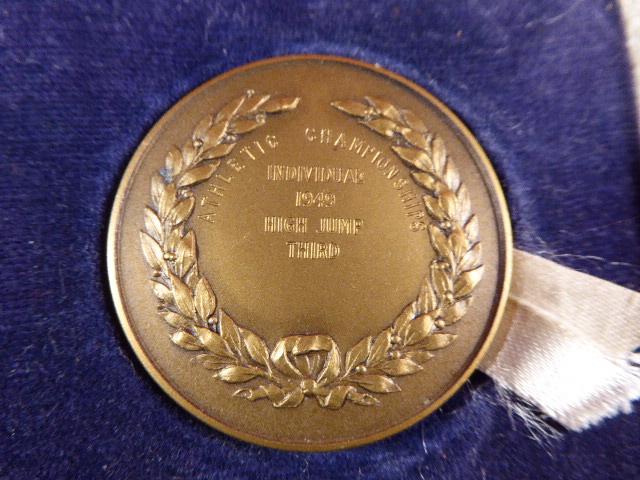 ATHLETIC CHAMPIONSHIPS
INDIVIDUAL
1949
HIGH JUMP
THIRD